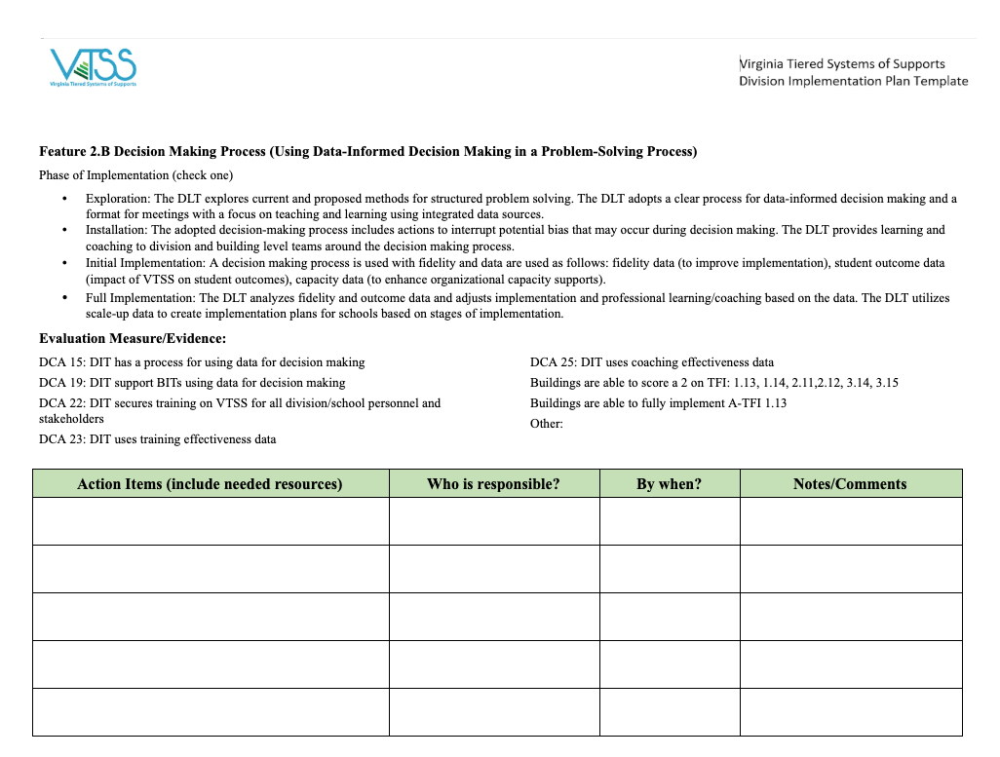 VTSS
Virginia Tiered Systems of Supports
Virginia Tiered Systems of Supports
Division Implementation Plan Template
Feature 2.B Decision Making Process (Using Data-Informed Decision Making in a Problem-Solving Process)
Phase of Implementation (check one)
• Exploration: The DLT explores current and proposed methods for structured problem solving. The DLT adopts a clear process for data-informed decision making and a
format for meetings with a focus on teaching and learning using integrated data sources.
• Installation: The adopted decision-making process includes actions to interrupt potential bias that may occur during decision making. The DLT provides learning and
coaching to division and building level teams around the decision making process.
• Initial Implementation: A decision making process is used with fidelity and data are used as follows: fidelity data (to improve implementation), student outcome data
(impact of VTSS on student outcomes), capacity data (to enhance organizational capacity supports).
• Full Implementation: The DLT analyzes fidelity and outcome data and adjusts implementation and professional learning/coaching based on the data. The DLT utilizes
scale-up data to create implementation plans for schools based on stages of implementation.
Evaluation Measure/Evidence:
DCA 15: DIT has a process for using data for decision making
DCA 19: DIT support BITs using data for decision making
DCA 22: DIT secures training on VTSS for all division/school personnel and
stakeholders
DCA 23: DIT uses training effectiveness data
DCA 25: DIT uses coaching effectiveness data
Buildings are able to score a 2 on TFI: 1.13, 1.14, 2.11,2.12, 3.14, 3.15
Buildings are able to fully implement A-TFI 1.13
Other:
Action Items (include needed resources) Who is responsible? By when? Notes/Comments